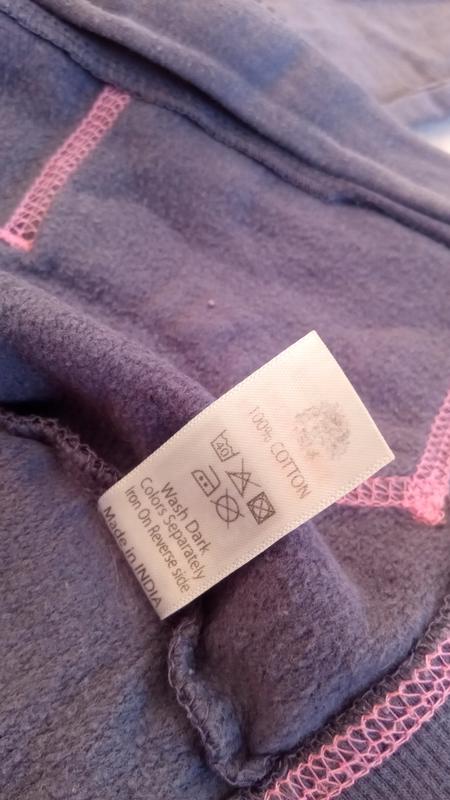 100% COTTON
40
Wash Dark
Colors Separately
Iron On Reverse side
Made in INDIA